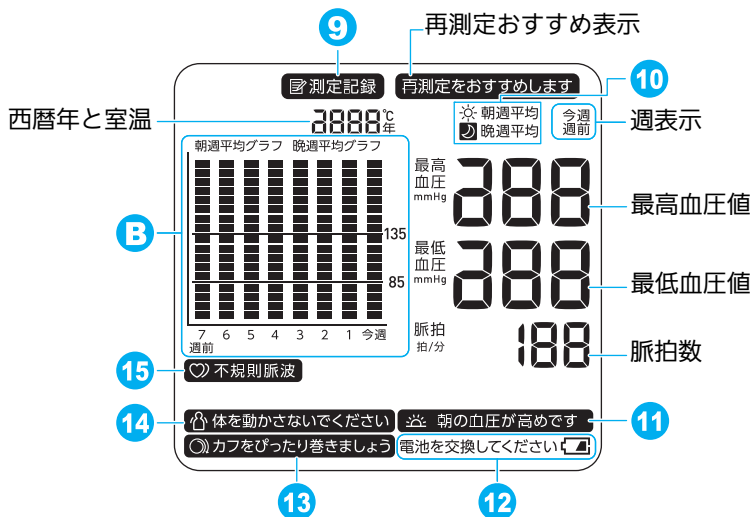 9
再測定おすすめ表示
測定記録
再測定をおすすめします
10
西暦年と室温
2888℃年
朝週平均
晩週平均
今週
週前
週表示
朝週平均グラフ 晩週平均グラフ
B
135
85
7 6 5 4 3 2 1 今週
週前
最高
血圧
mmHg
288
最高血圧値
最低
血圧
mmHg
288
最低血圧値
脈拍
拍/分
188
脈拍数
15
不規則脈波
14
体を動かさないでください
朝の血圧が高めです
11
カフをぴったり巻きましょう
電池を交換してください
13
12